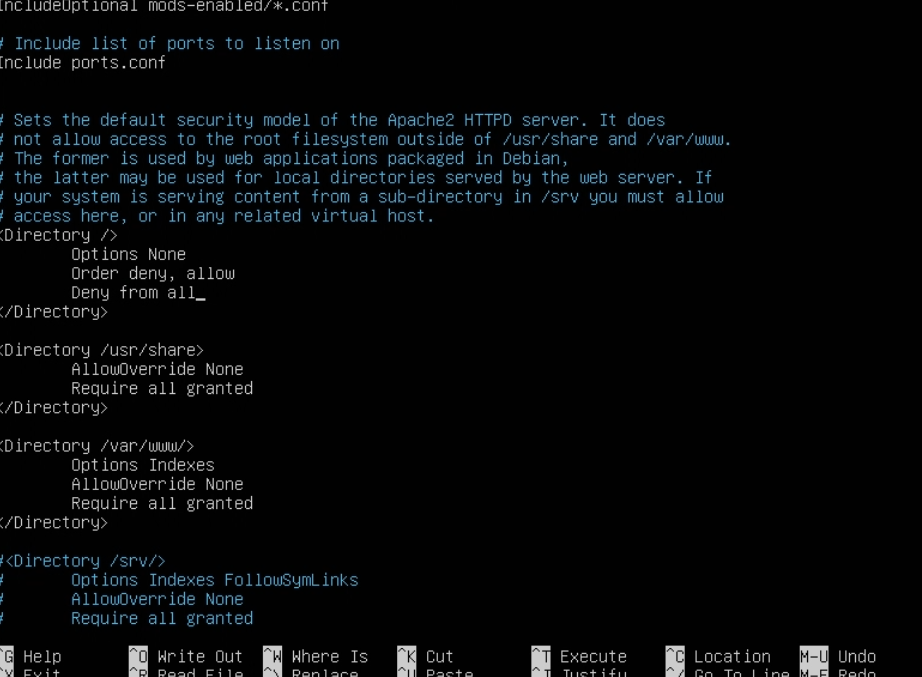 IncludeOptional mods-enabled/*.conf
# Include list of ports to listen on
Include ports.conf
# Sets the default security model of the Apache2 HTTPD server. It does
# not allow access to the root filesystem outside of /usr/share and /var/www.
# The former is used by web applications packaged in Debian,
# the latter may be used for local directories served by the web server. If
# your system is serving content from a sub-directory in /srv you must allow
# access here, or in any related virtual host.
<Directory />
Options None
Order deny, allow
Deny from all_
</Directory>
<Directory /usr/share>
AllowOverride None
Require all granted
</Directory>
<Directory /var/www/>
Options Indexes
AllowOverride None
Require all granted
</Directory>
#<Directory /srv/>
# Options Indexes FollowSymLinks
# AllowOverride None
# Require all granted
^G Help ^O Write Out ^W Where Is ^K Cut ^T Execute ^C Location M-U Undo
^X Exit ^R Read File ^\ Replace ^U Paste ^J Justify ^/ Go To Line M-E Redo